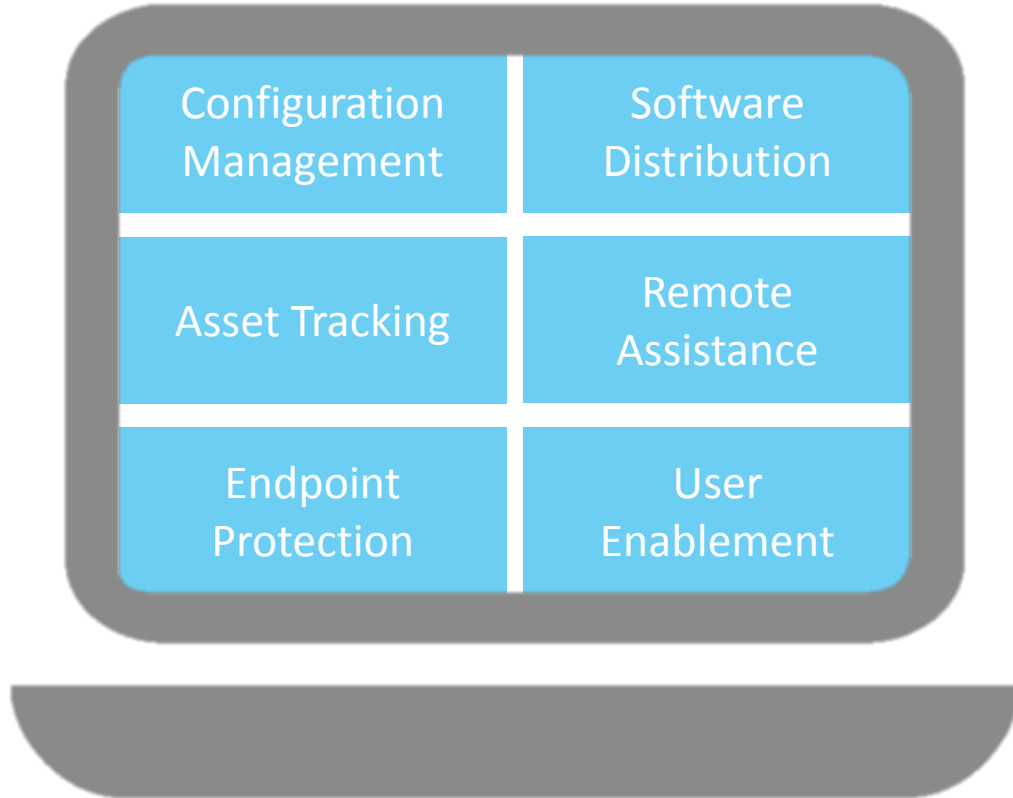 Configuration
Management
Software
Distribution
Asset Tracking
Remote
Assistance
Endpoint
Protection
User
Enablement